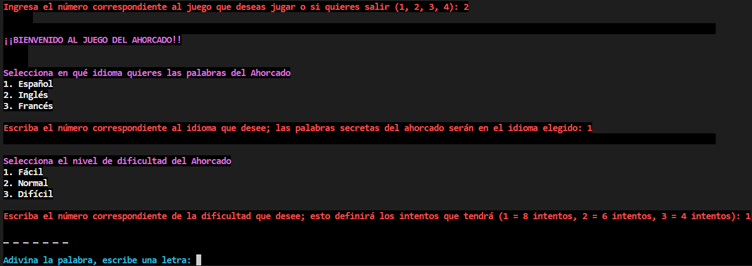 Ingresa el número correspondiente al juego que deseas jugar o si quieres salir (1, 2, 3, 4): 2
¡¡BIENVENIDO AL JUEGO DEL AHORCADO!!
Selecciona en qué idioma quieres las palabras del Ahorcado
1. Español
2. Inglés
3. Francés
Escriba el número correspondiente al idioma que desee; las palabras secretas del ahorcado serán en el idioma elegido: 1
Selecciona el nivel de dificultad del Ahorcado
1. Fácil
2. Normal
3. Difícil
Escriba el número correspondiente de la dificultad que desee; esto definirá los intentos que tendrá (1 = 8 intentos, 2 = 6 intentos, 3 = 4 intentos): 1
_ _ _ _ _ _ _
Adivina la palabra, escribe una letra: